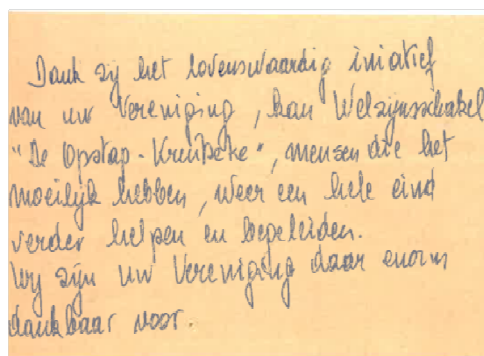 Dank zij het lovenswaardig iniatief
van uw Vereniging, kan Welzijnsschakel
"De Opstap - Kruibeke", mensen die het
moeilijk hebben, weer een hele eind
verder helpen en begeleiden.
Wij zijn uw Vereniging daar enorm
dankbaar voor.